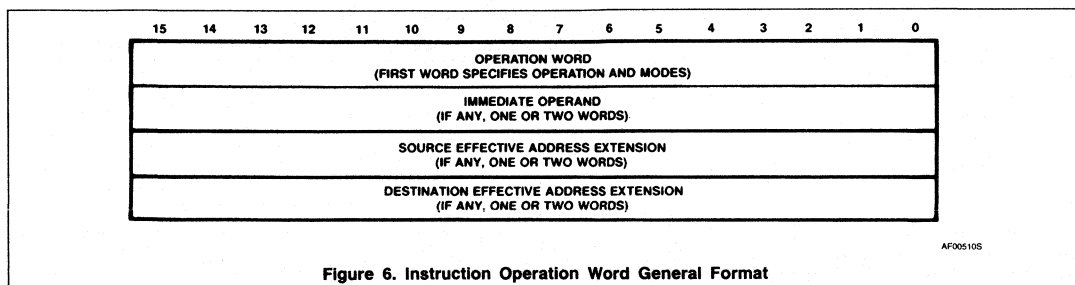 15 14 13 12 11 10 9 8 7 6 5 4 3 2 1 0
OPERATION WORD
(FIRST WORD SPECIFIES OPERATION AND MODES)
IMMEDIATE OPERAND
(IF ANY, ONE OR TWO WORDS)
SOURCE EFFECTIVE ADDRESS EXTENSION
(IF ANY, ONE OR TWO WORDS)
DESTINATION EFFECTIVE ADDRESS EXTENSION
(IF ANY, ONE OR TWO WORDS)
AF00510S
Figure 6. Instruction Operation Word General Format